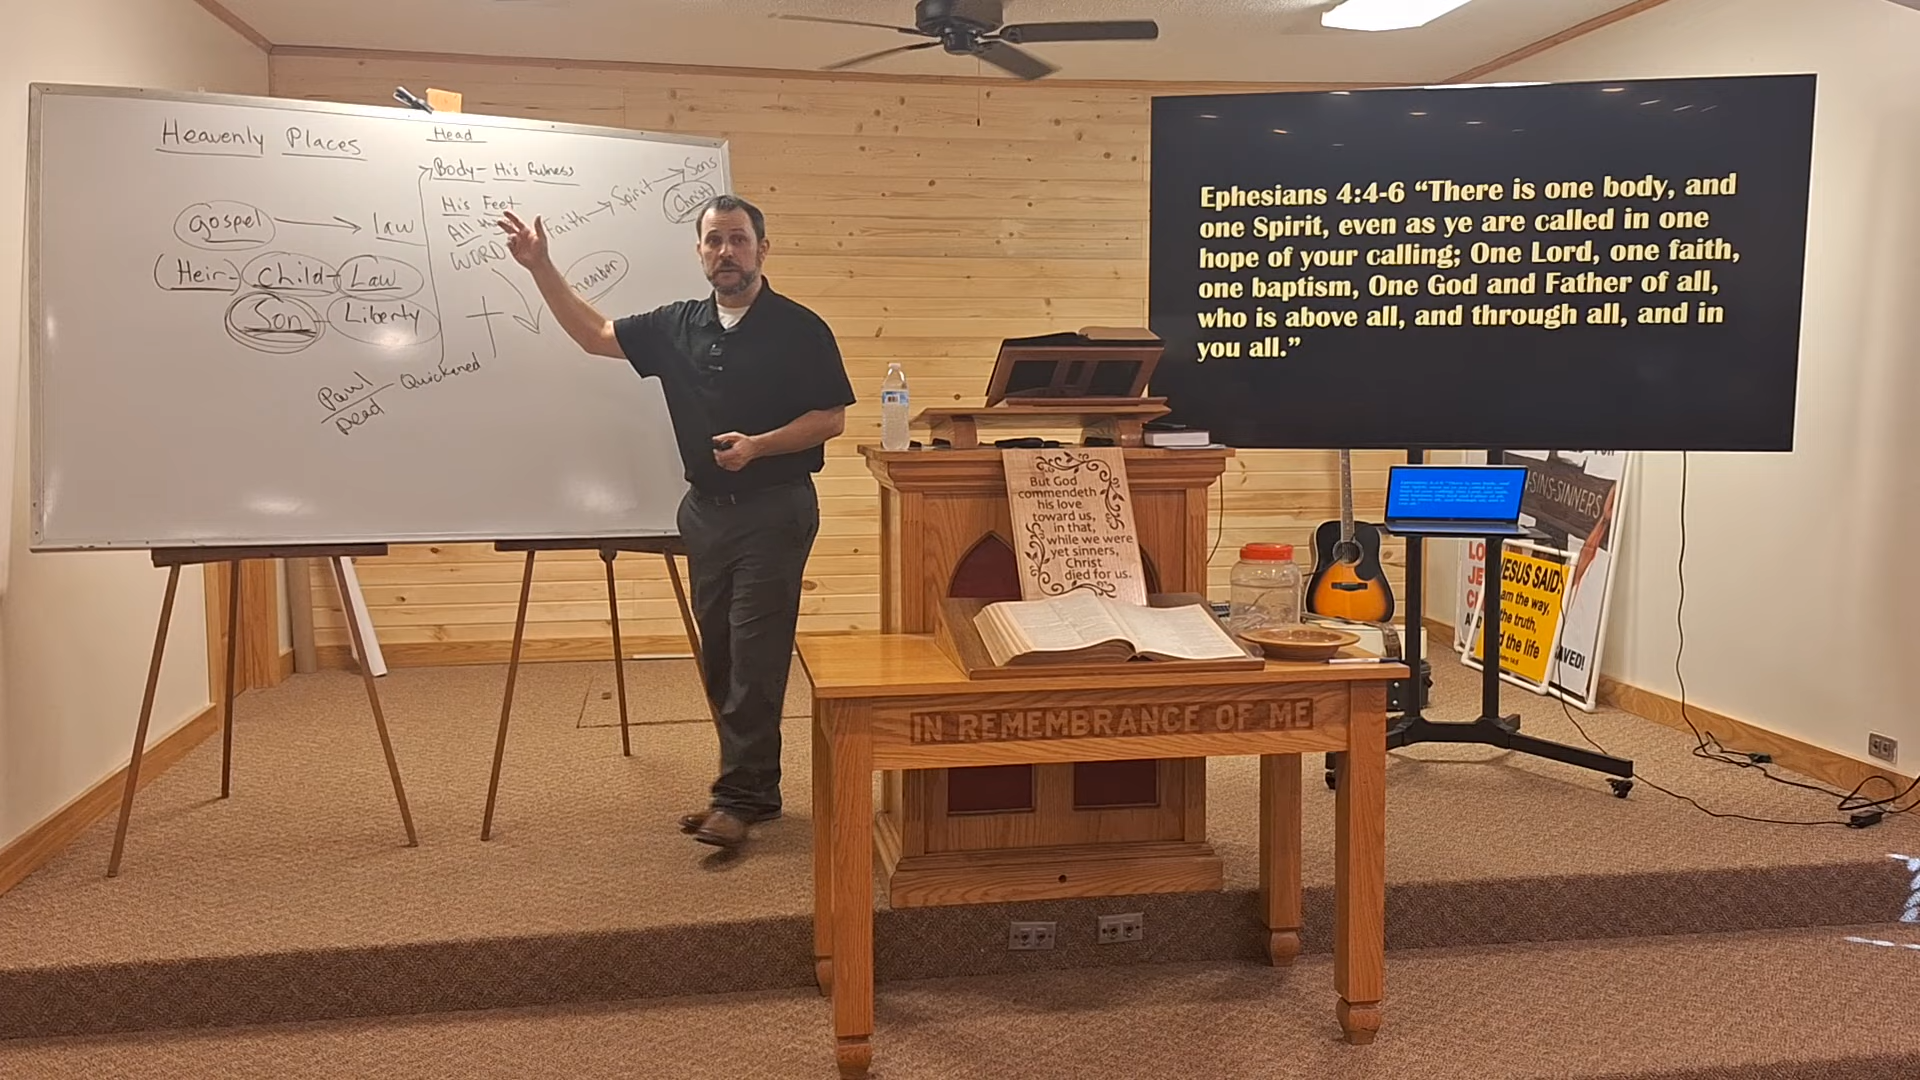 Heavenly Places
Head
Body - His fulness
His Feet
All
WORD
Faith → Spirit → Sons
Christ
member
gospel → law
(Heir - Child - Law
Son - Liberty
Paul - Quickened
Dead
Ephesians 4:4-6 “There is one body, and
one Spirit, even as ye are called in one
hope of your calling; One Lord, one faith,
one baptism, One God and Father of all,
who is above all, and through all, and in
you all.”
But God
commendeth
his love
toward us,
in that,
while we were
yet sinners,
Christ
died for us.
IN REMEMBRANCE OF ME
-SINS-SINNERS
JESUS SAID:
am the way,
the truth,
d the life
AVED!